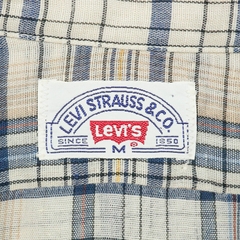 LEVI STRAUSS & CO.
Levi's
SINCE 1850
M ®